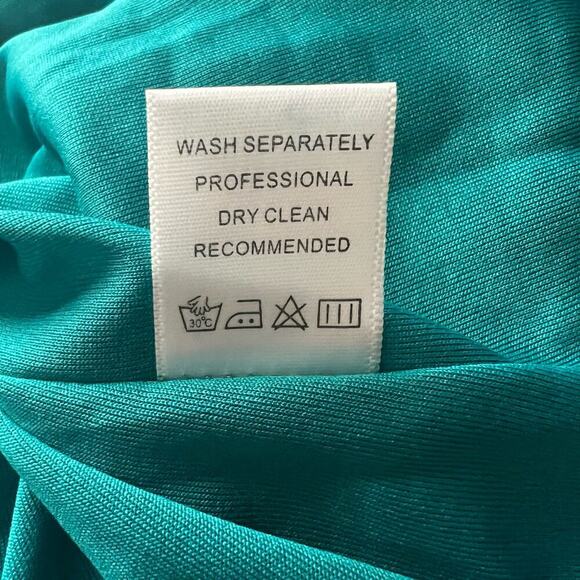 WASH SEPARATELY
PROFESSIONAL
DRY CLEAN
RECOMMENDED
30°C